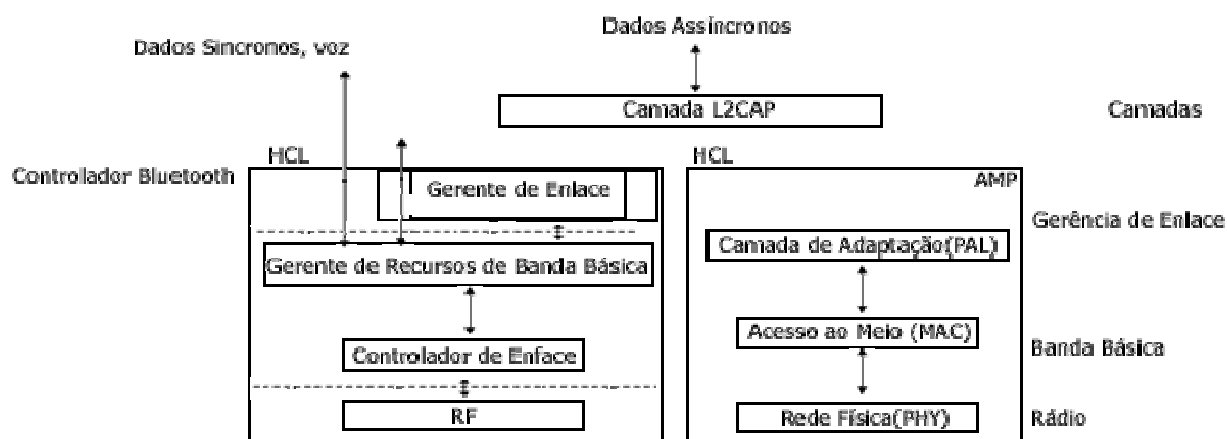 Dados Assíncronos
Dados Sincronos, voz
Camada L2CAP
Camadas
HCL
HCL
Controlador Bluetooth
AMP
Gerente de Enlace
Gerência de Enlace
Camada de Adaptação(PAL)
Gerente de Recursos de Banda Básica
Acesso ao Meio (MAC)
Banda Básica
Controlador de Enface
RF
Rede Física(PHY)
Rádio